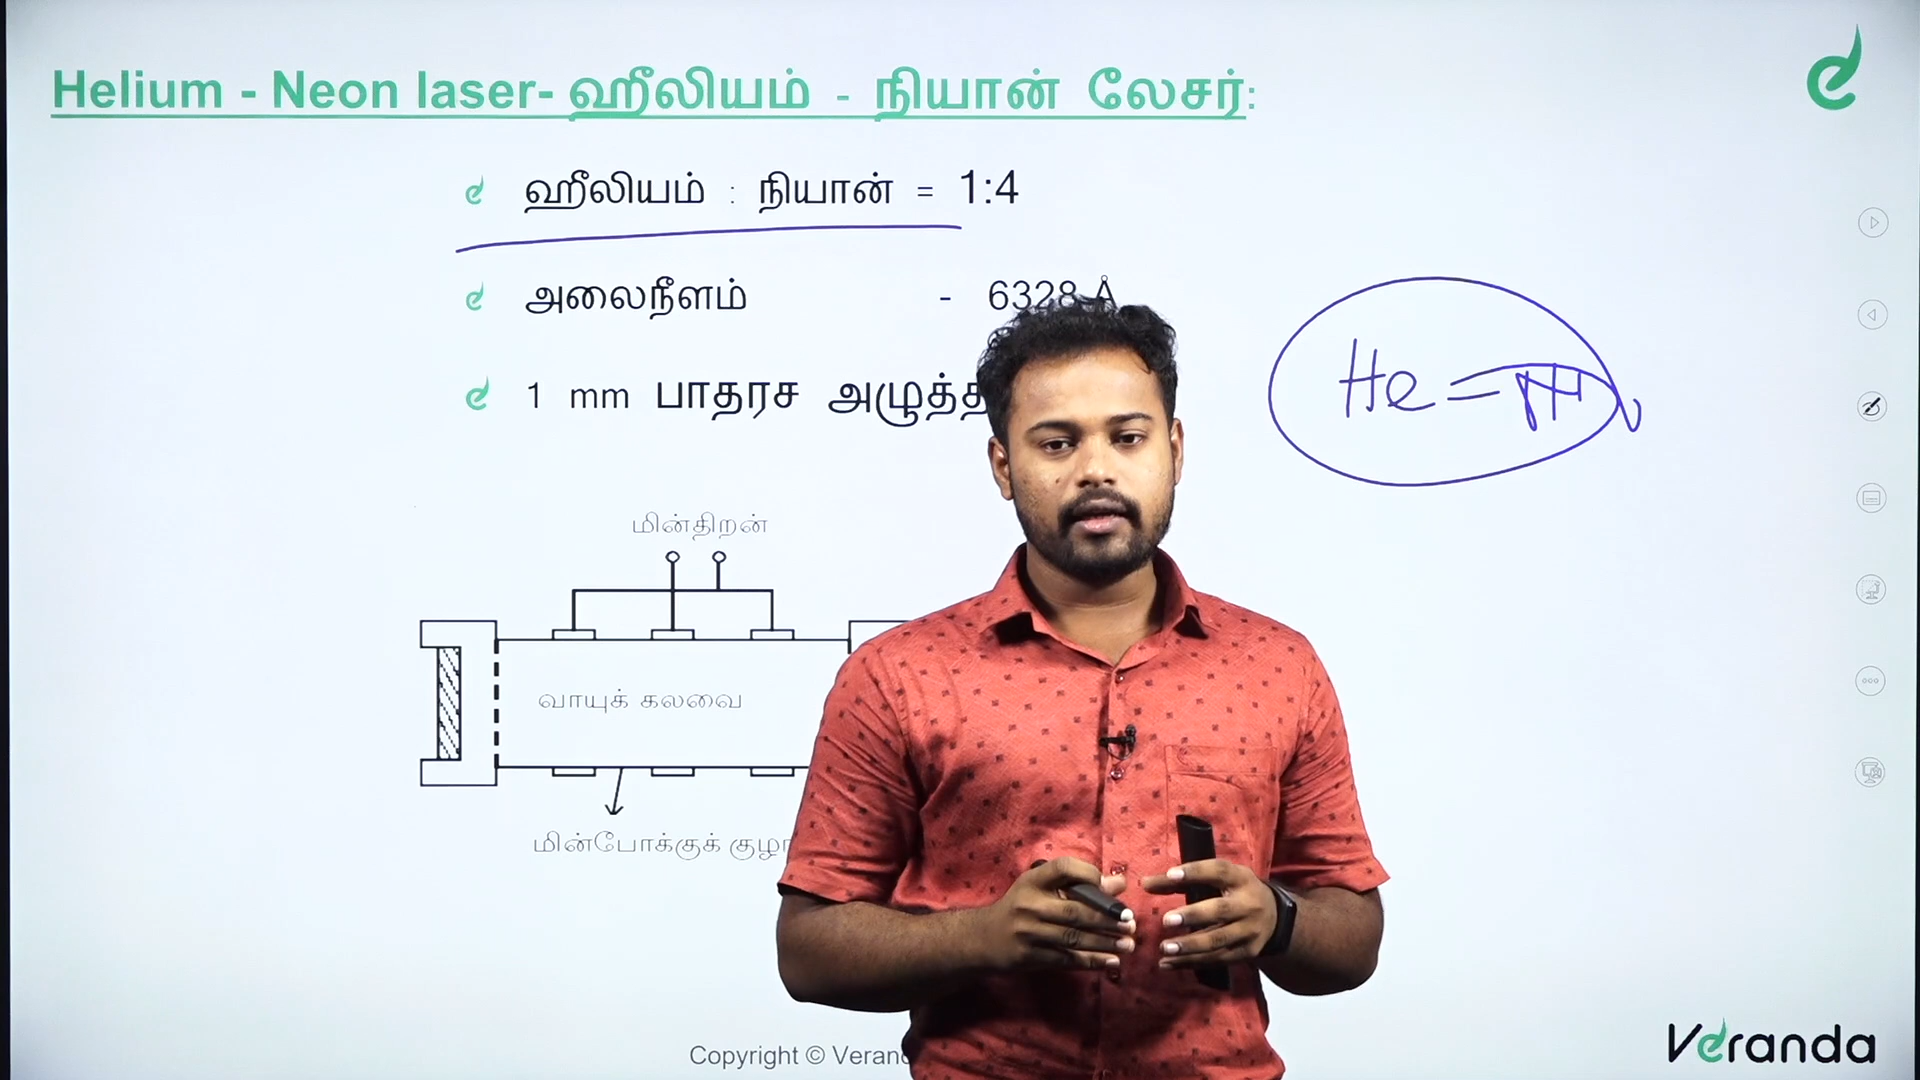 Helium - Neon laser- ஹீலியம் - நியான் லேசர்:
ஹீலியம் : நியான் = 1:4
அலைநீளம் - 6328 Å
1 mm பாதரச
He =
மின்திறன்
வாயுக் கலவை
மின்போக்குக்
Copyright ©
Veranda